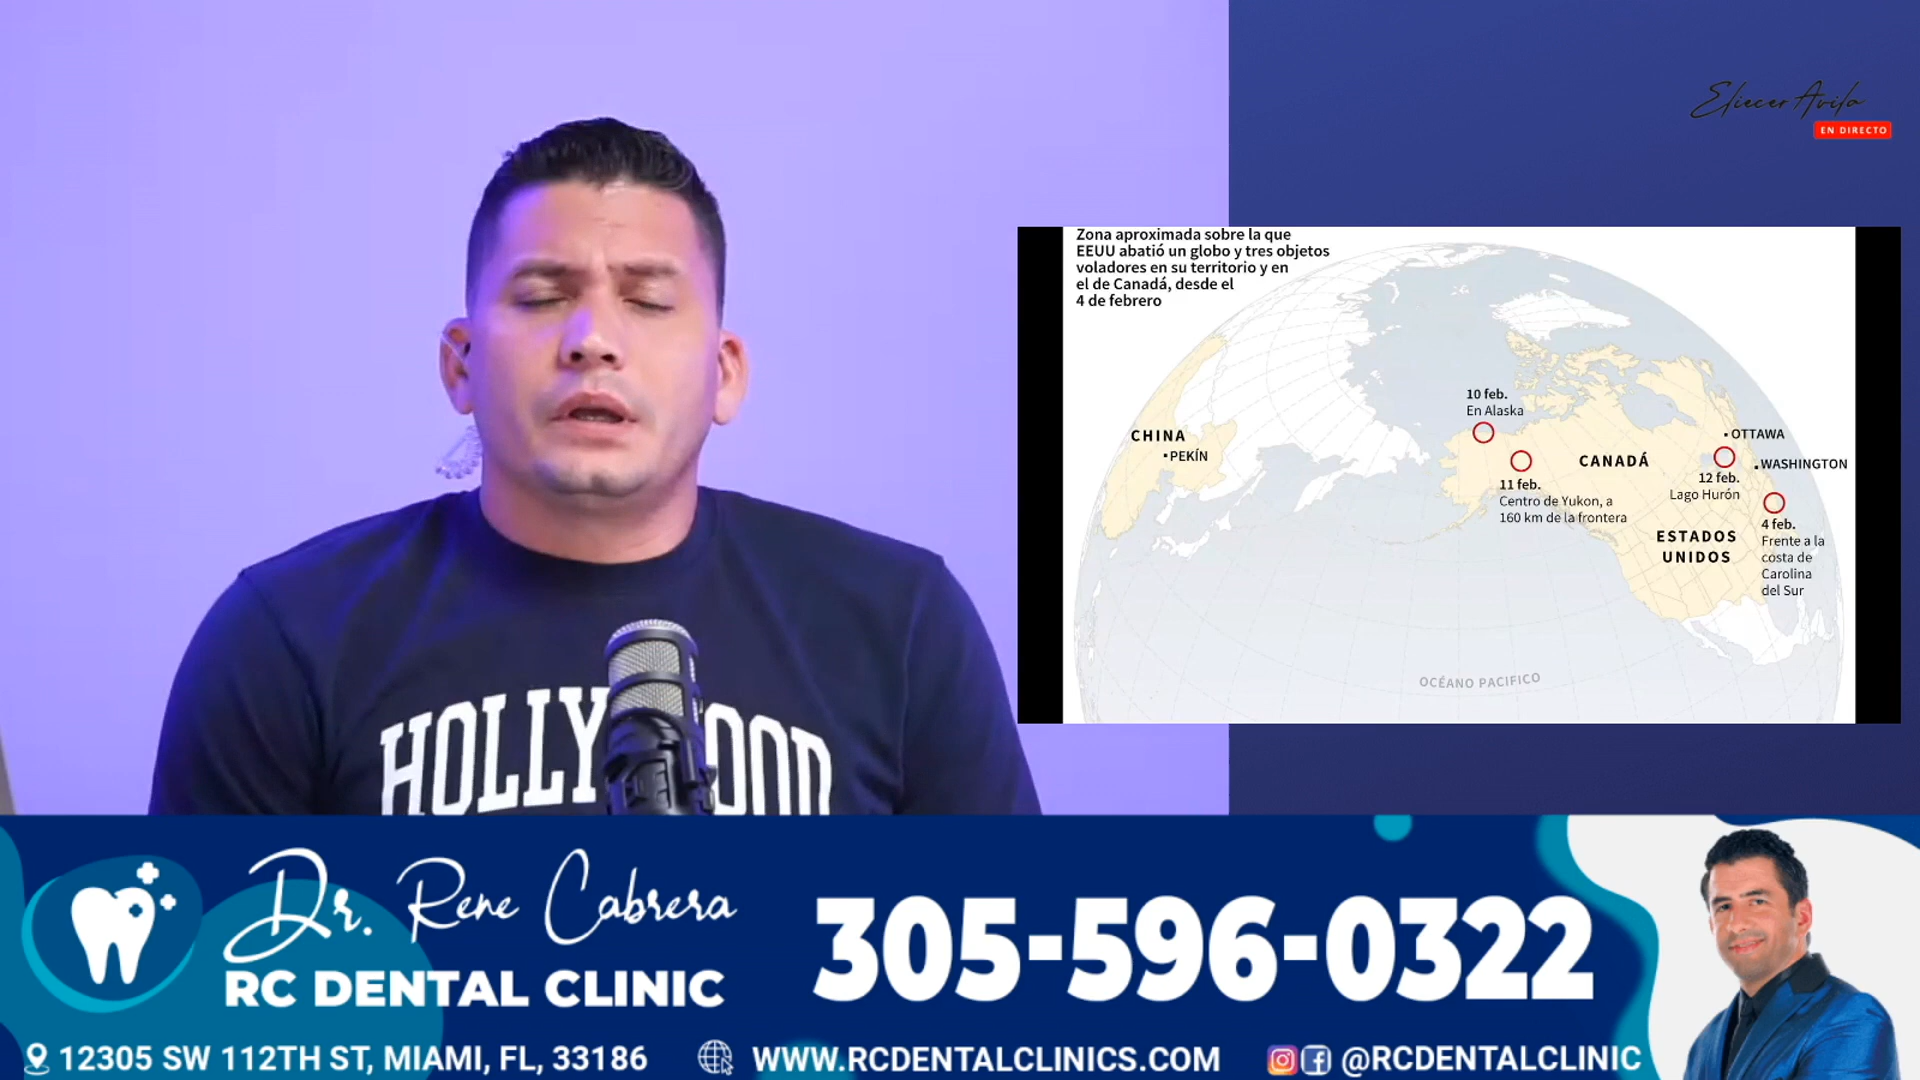 Eliecer Avila
EN DIRECTO
Zona aproximada sobre la que
EEUU abatió un globo y tres objetos
voladores en su territorio y en
el de Canadá, desde el
4 de febrero
10 feb.
En Alaska
CHINA
PEKÍN
OTTAWA
CANADÁ
WASHINGTON
11 feb.
Centro de Yukon, a
160 km de la frontera
12 feb.
Lago Hurón
4 feb.
Frente a la
costa de
Carolina
del Sur
ESTADOS
UNIDOS
OCÉANO PACIFICO
HOLLYWOOD
Dr. Rene Cabrera
RC DENTAL CLINIC
305-596-0322
12305 SW 112TH ST, MIAMI, FL, 33186
WWW.RCDENTALCLINICS.COM
@RCDENTALCLINIC